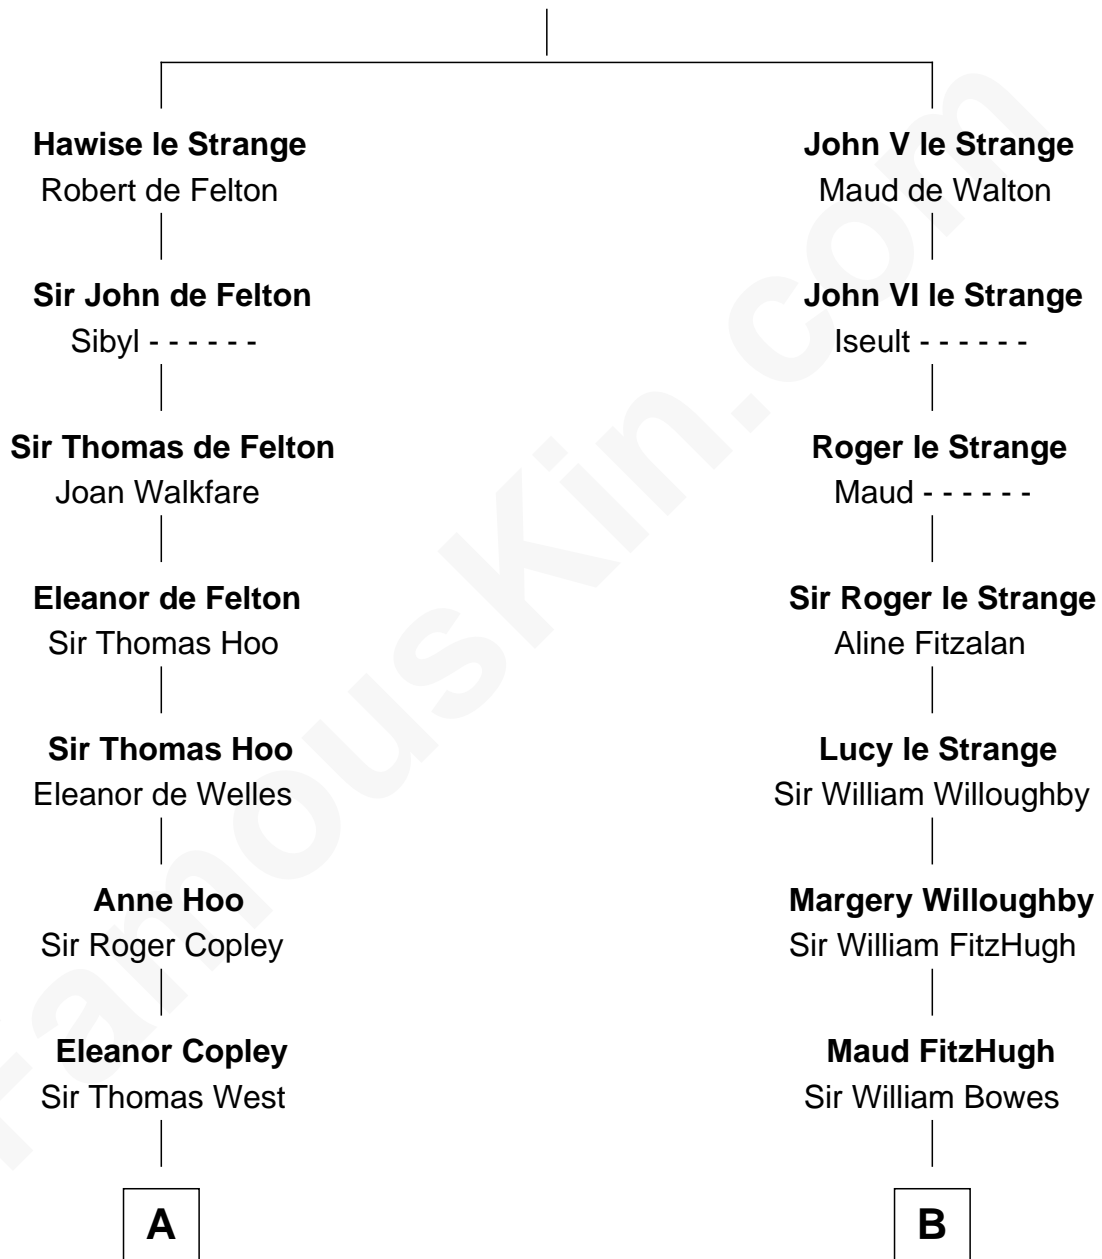 Hawise le Strange
Robert de Felton
Sir John de Felton
Sibyl - - - - - -
Sir Thomas de Felton
Joan Walkfare
Eleanor de Felton
Sir Thomas Hoo
Sir Thomas Hoo
Eleanor de Welles
Anne Hoo
Sir Roger Copley
Eleanor Copley
Sir Thomas West
A
John V le Strange
Maud de Walton
John VI le Strange
Iseult - - - - - -
Roger le Strange
Maud - - - - - -
Sir Roger le Strange
Aline Fitzalan
Lucy le Strange
Sir William Willoughby
Margery Willoughby
Sir William FitzHugh
Maud FitzHugh
Sir William Bowes
B
FamousKin.com